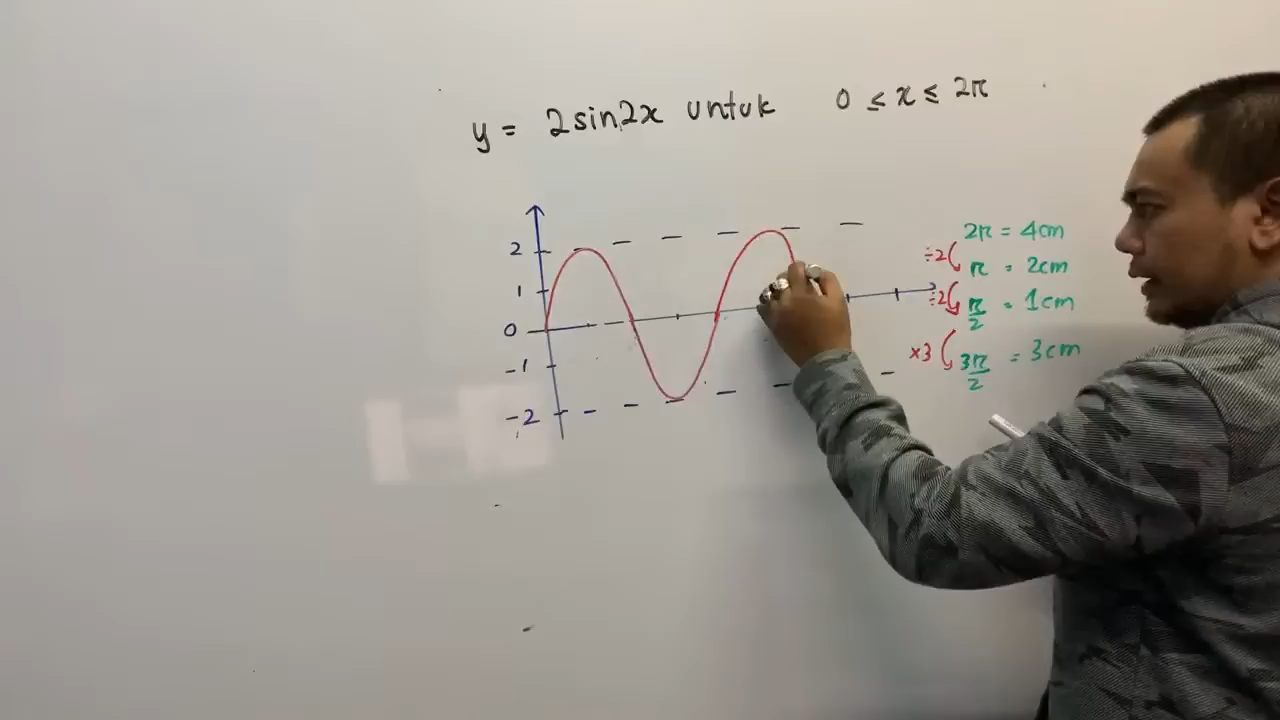 y = 2sin2x untuk 0 ≤ x ≤ 2π
2
1
0
-1
-2
2π = 4cm
÷2
π = 2cm
÷2
π/2 = 1cm
×3
3π/2 = 3cm